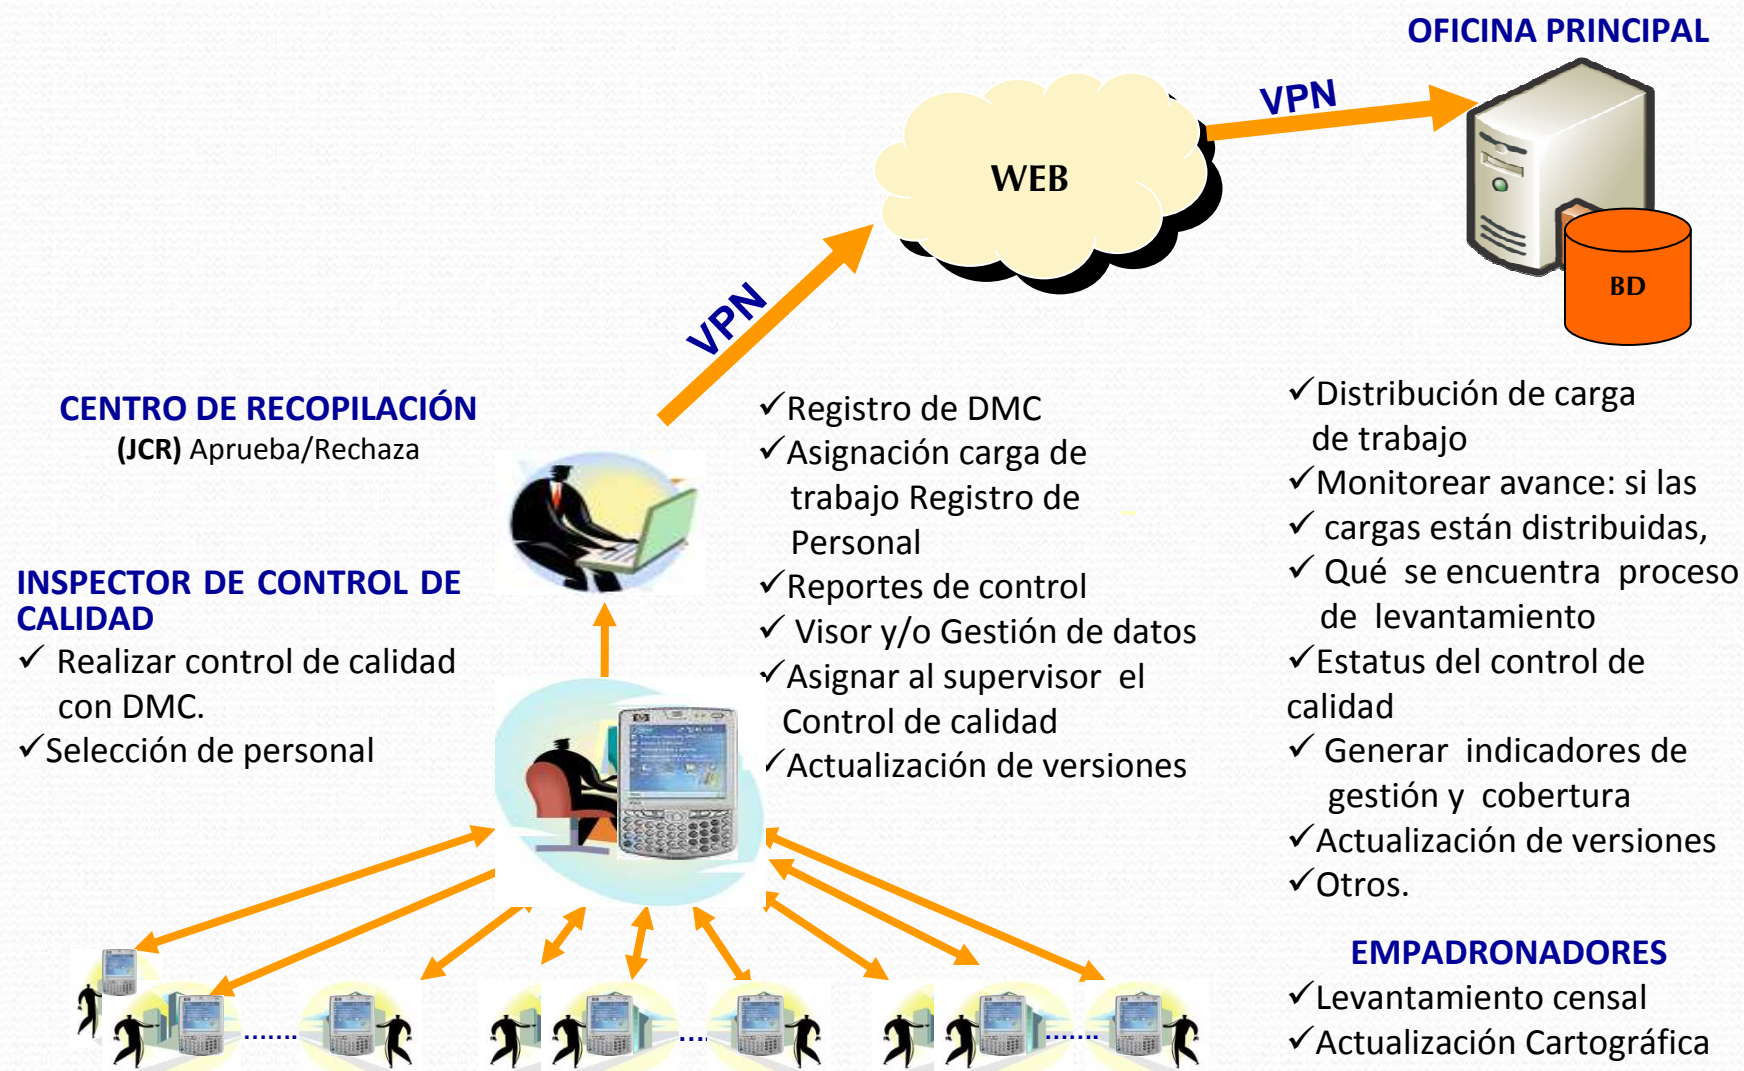 OFICINA PRINCIPAL
VPN
WEB
BD
VPN
CENTRO DE RECOPILACIÓN
(JCR) Aprueba/Rechaza
INSPECTOR DE CONTROL DE
CALIDAD
✓ Realizar control de calidad
con DMC.
✓Selección de personal
✓Registro de DMC
✓Asignación carga de
trabajo Registro de
Personal
✓Reportes de control
✓ Visor y/o Gestión de datos
✓Asignar al supervisor el
Control de calidad
✓Actualización de versiones
✓Distribución de carga
de trabajo
✓Monitorear avance: si las
✓ cargas están distribuidas,
✓ Qué se encuentra proceso
de levantamiento
✓Estatus del control de
calidad
✓ Generar indicadores de
gestión y cobertura
✓Actualización de versiones
✓Otros.
EMPADRONADORES
✓Levantamiento censal
✓Actualización Cartográfica